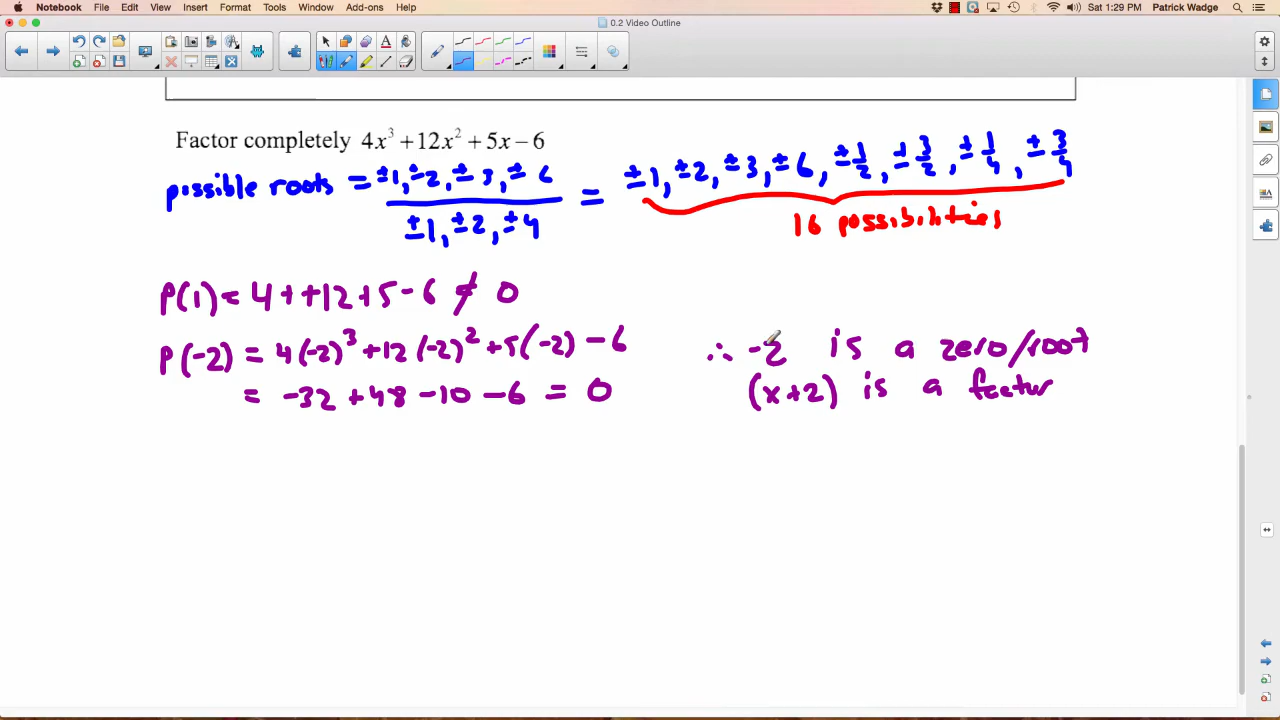 Notebook File Edit View Insert Format Tools Window Add-ons Help Sat 1:29 PM Patrick Wadge
0.2 Video Outline
Factor completely 4x³ + 12x² + 5x − 6
possible roots = ±1, ±2, ±3, ±6 / ±1, ±2, ±4 = ±1, ±2, ±3, ±6, ±1/2, ±3/2, ±1/4, ±3/4
16 possibilities
P(1) = 4 + +12 + 5 − 6 ≠ 0
P(-2) = 4(-2)³ + 12(-2)² + 5(-2) − 6
∴ -2 is a zero/root
= -32 + 48 − 10 − 6 = 0
(x+2) is a factor